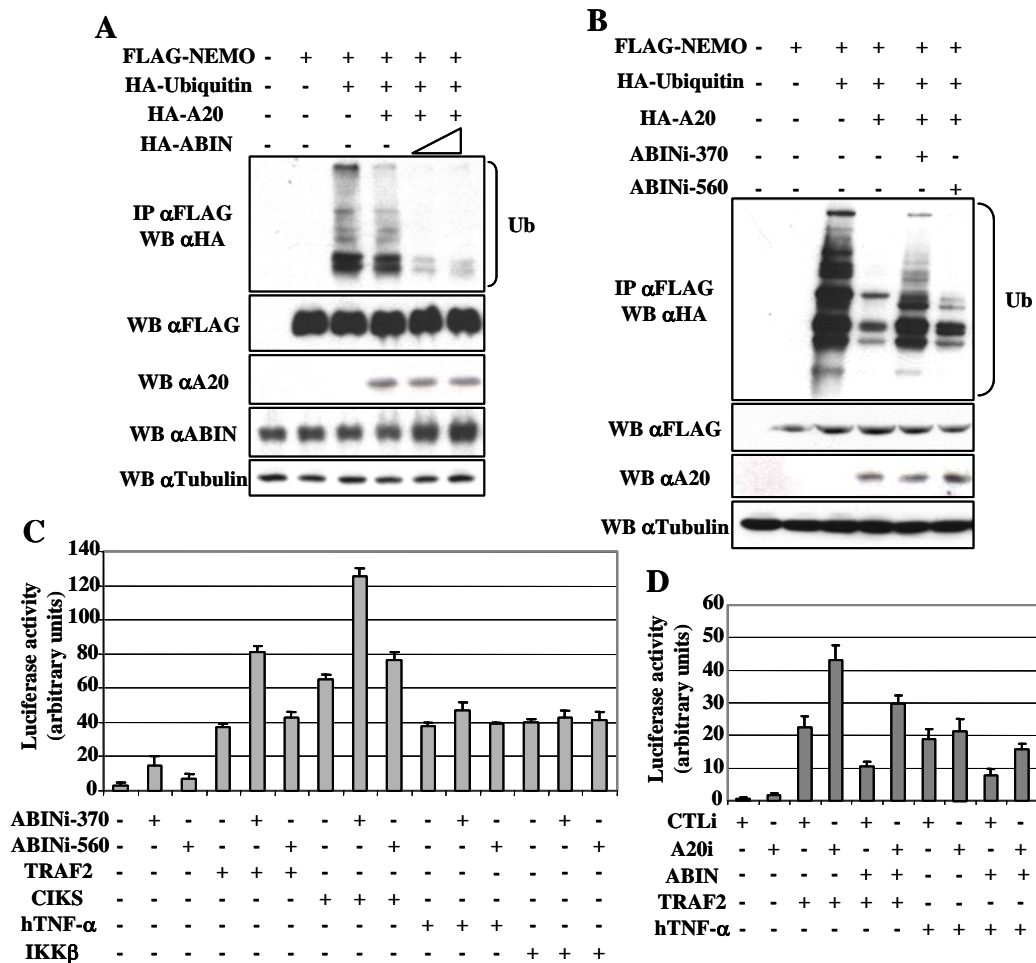 A
FLAG-NEMO - + + + + +
HA-Ubiquitin - - + + + +
HA-A20 - - - + + +
HA-ABIN - - - -
IP αFLAG
WB αHA
Ub
WB αFLAG
WB αA20
WB αABIN
WB αTubulin
B
FLAG-NEMO - + + + + +
HA-Ubiquitin - - + + + +
HA-A20 - - - + + +
ABINi-370 - - - - + -
ABINi-560 - - - - - +
IP αFLAG
WB αHA
Ub
WB αFLAG
WB αA20
WB αTubulin
C
Luciferase activity
(arbitrary units)
140
120
100
80
60
40
20
0
ABINi-370 - + - - + - - + - - + - - + -
ABINi-560 - - + - - + - - + - - + - - +
TRAF2 - - - + + + - - - - - - - - -
CIKS - - - - - - + + + - - - - - -
hTNF-α - - - - - - - - - + + + - - -
IKKβ - - - - - - - - - - - - + + +
D
Luciferase activity
(arbitrary units)
60
50
40
30
20
10
0
CTLi + - + - + - + - + -
A20i - + - + - + - + - +
ABIN - - - - + + - - + +
TRAF2 - - + + + + - - - -
hTNF-α - - - - - - + + + +